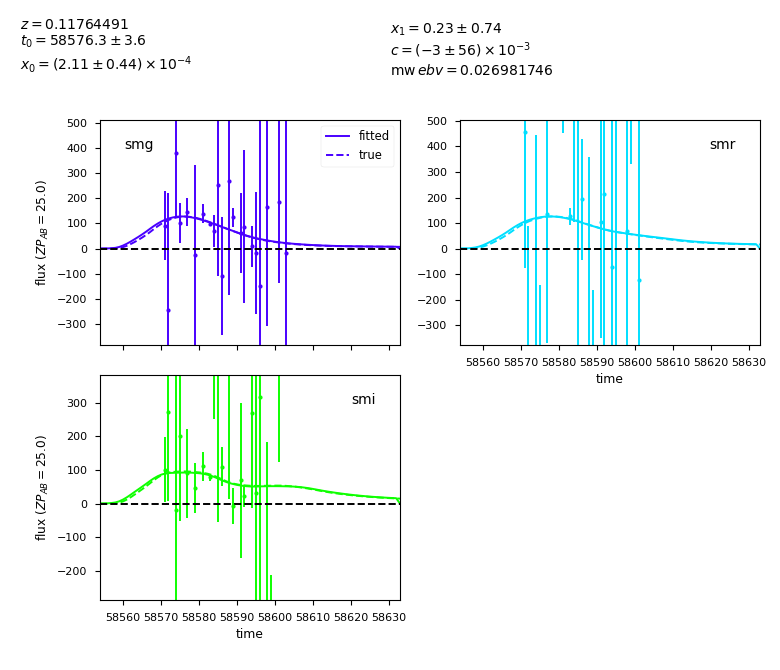 z = 0.11764491
t₀ = 58576.3 ± 3.6
x₀ = (2.11 ± 0.44) × 10⁻⁴
x₁ = 0.23 ± 0.74
c = (−3 ± 56) × 10⁻³
mw ebv = 0.026981746
500
400
300
200
100
0
−100
−200
−300
flux (ZP_AB = 25.0)
smg
fitted
true
500
400
300
200
100
0
−100
−200
−300
smr
58560 58570 58580 58590 58600 58610 58620 58630
time
300
200
100
0
−100
−200
flux (ZP_AB = 25.0)
smi
58560 58570 58580 58590 58600 58610 58620 58630
time